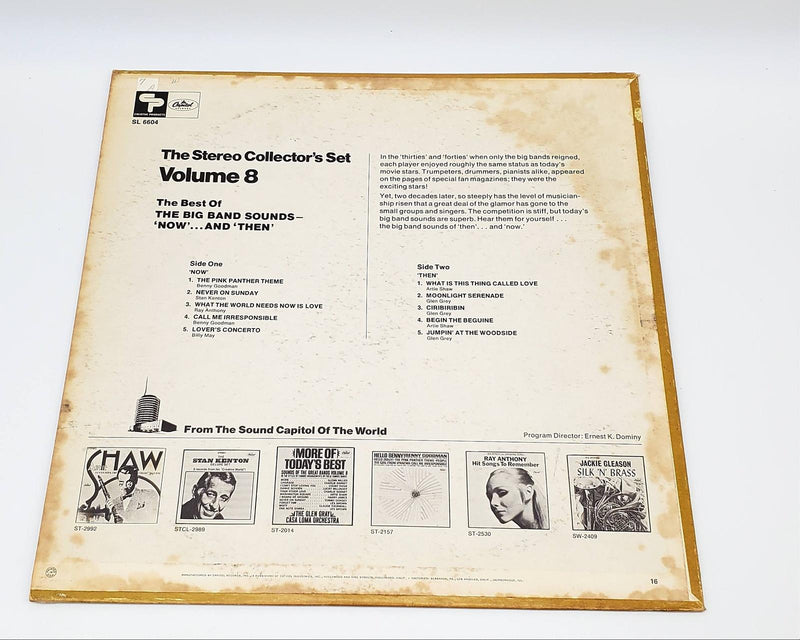 CP
CREATIVE PRODUCTS
Capitol
SL 6604
The Stereo Collector's Set
Volume 8
The Best Of
THE BIG BAND SOUNDS—
'NOW'...AND 'THEN'
In the 'thirties' and 'forties' when only the big bands reigned,
each player enjoyed roughly the same status as today's
movie stars. Trumpeters, drummers, pianists alike, appeared
on the pages of special fan magazines; they were the
exciting stars!
Yet, two decades later, so steeply has the level of musician-
ship risen that a great deal of the glamor has gone to the
small groups and singers. The competition is stiff, but today's
big band sounds are superb. Hear them for yourself . . .
the big band sounds of 'then'. . . and 'now.'
Side One
'NOW'
1. THE PINK PANTHER THEME
Benny Goodman
2. NEVER ON SUNDAY
Stan Kenton
3. WHAT THE WORLD NEEDS NOW IS LOVE
Ray Anthony
4. CALL ME IRRESPONSIBLE
Benny Goodman
5. LOVER'S CONCERTO
Billy May
Side Two
'THEN'
1. WHAT IS THIS THING CALLED LOVE
Artie Shaw
2. MOONLIGHT SERENADE
Glen Grey
3. CIRIBIRIBIN
Glen Grey
4. BEGIN THE BEGUINE
Artie Shaw
5. JUMPIN' AT THE WOODSIDE
Glen Grey
From The Sound Capitol Of The World
Program Director: Ernest K. Dominy
SHAW
ST-2992
STAN KENTON
DELUXE SET
STCL-2989
MORE OF
TODAY'S BEST
SOUNDS OF THE GREAT BANDS VOLUME 8
THE GLEN GRAY
CASA LOMA ORCHESTRA
ST-2014
HELLO BENNY! BENNY GOODMAN
ST-2157
RAY ANTHONY
Hit Songs To Remember
ST-2530
JACKIE GLEASON
SILK 'N' BRASS
SW-2409
16